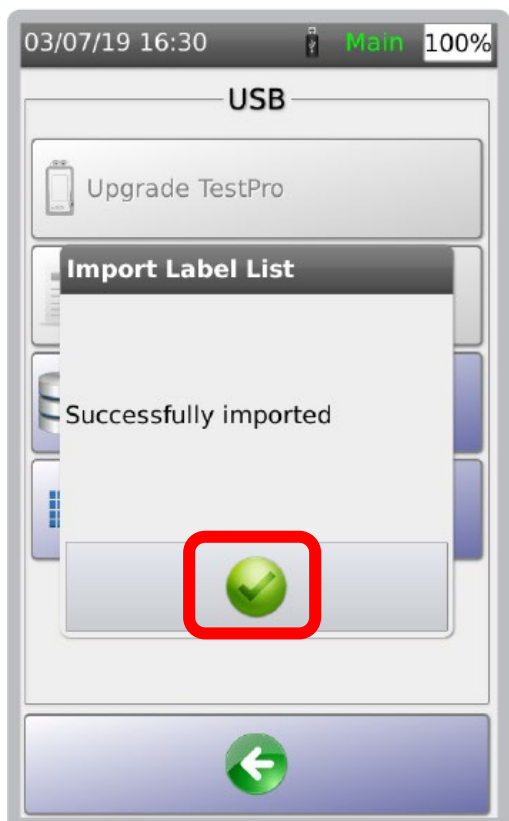 03/07/19 16:30 Main 100%
USB
Upgrade TestPro
Import Label List
Successfully imported